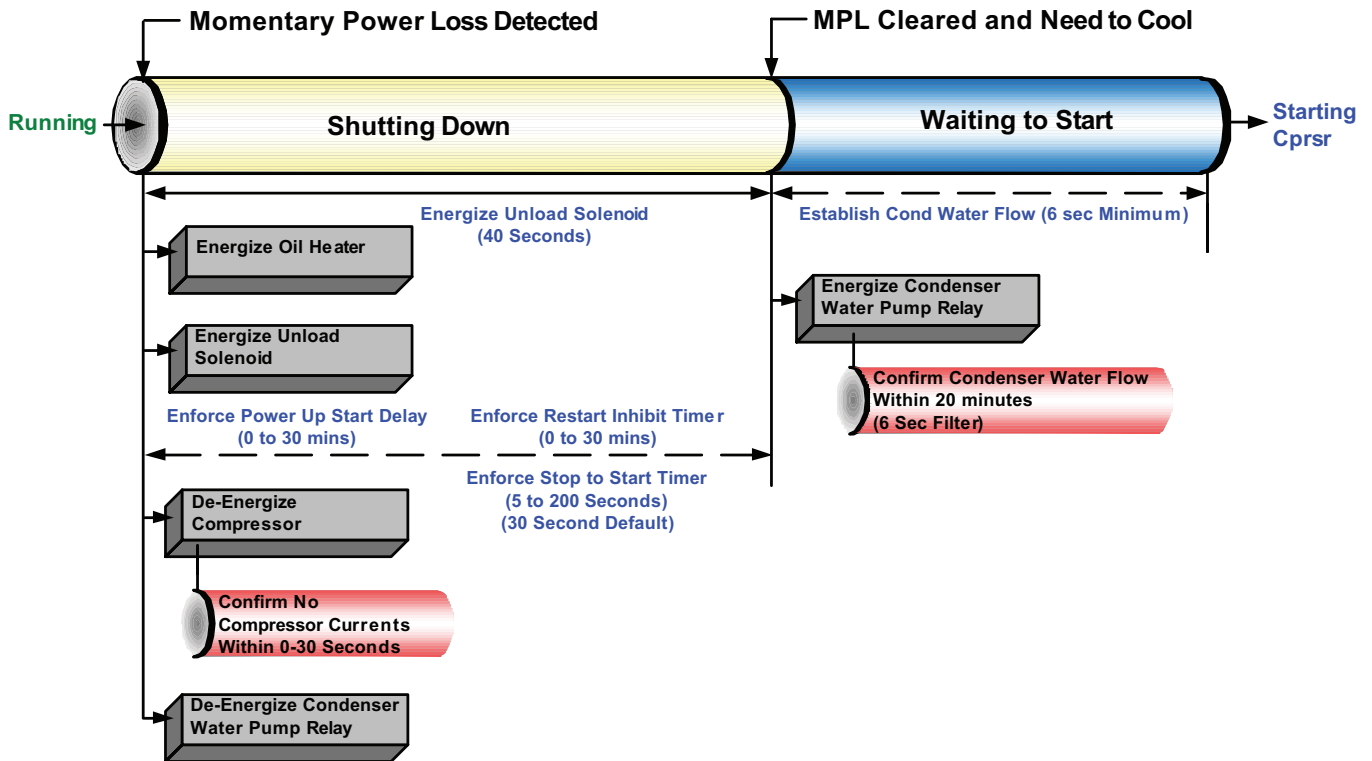 Momentary Power Loss Detected
MPL Cleared and Need to Cool
Running
Shutting Down
Waiting to Start
Starting
Cprsr
Energize Unload Solenoid
(40 Seconds)
Establish Cond Water Flow (6 sec Minimum)
Energize Oil Heater
Energize Unload
Solenoid
Energize Condenser
Water Pump Relay
Confirm Condenser Water Flow
Within 20 minutes
(6 Sec Filter)
Enforce Power Up Start Delay
(0 to 30 mins)
Enforce Restart Inhibit Timer
(0 to 30 mins)
Enforce Stop to Start Timer
(5 to 200 Seconds)
(30 Second Default)
De-Energize
Compressor
Confirm No
Compressor Currents
Within 0-30 Seconds
De-Energize Condenser
Water Pump Relay